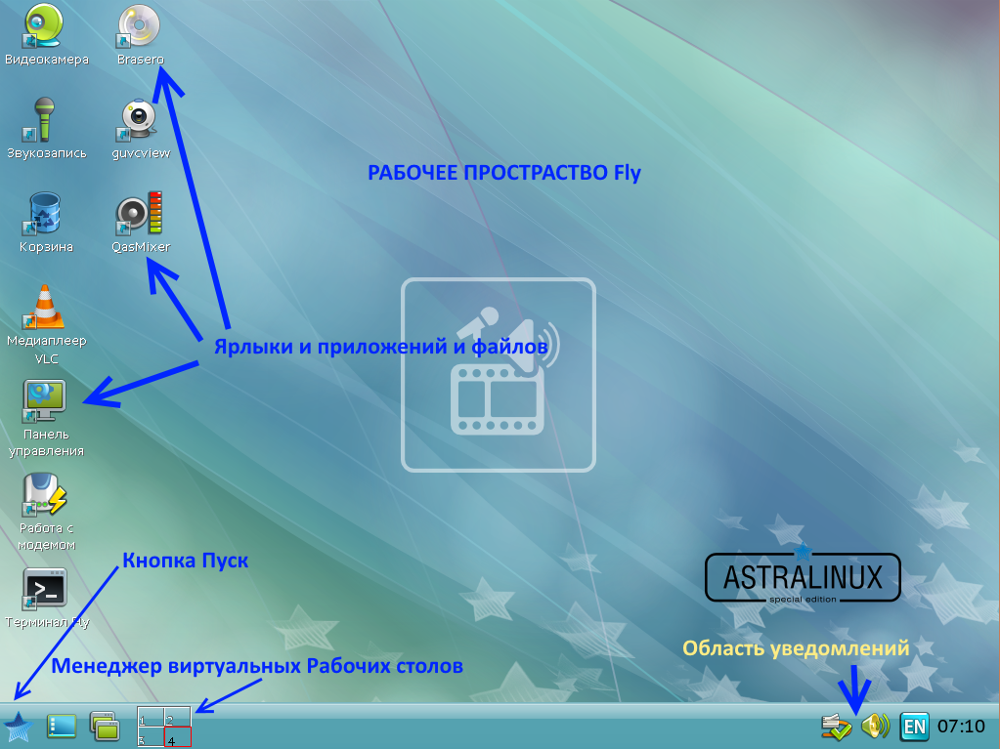 Видеокамера
Brasero
Звукозапись
guvcview
РАБОЧЕЕ ПРОСТРАСТВО Fly
Корзина
QasMixer
Медиаплеер
VLC
Ярлыки и приложений и файлов
Панель
управления
Работа с
модемом
Кнопка Пуск
ASTRALINUX
special edition
Терминал Fly
Область уведомлений
Менеджер виртуальных Рабочих столов
1 2
3 4
EN 07:10